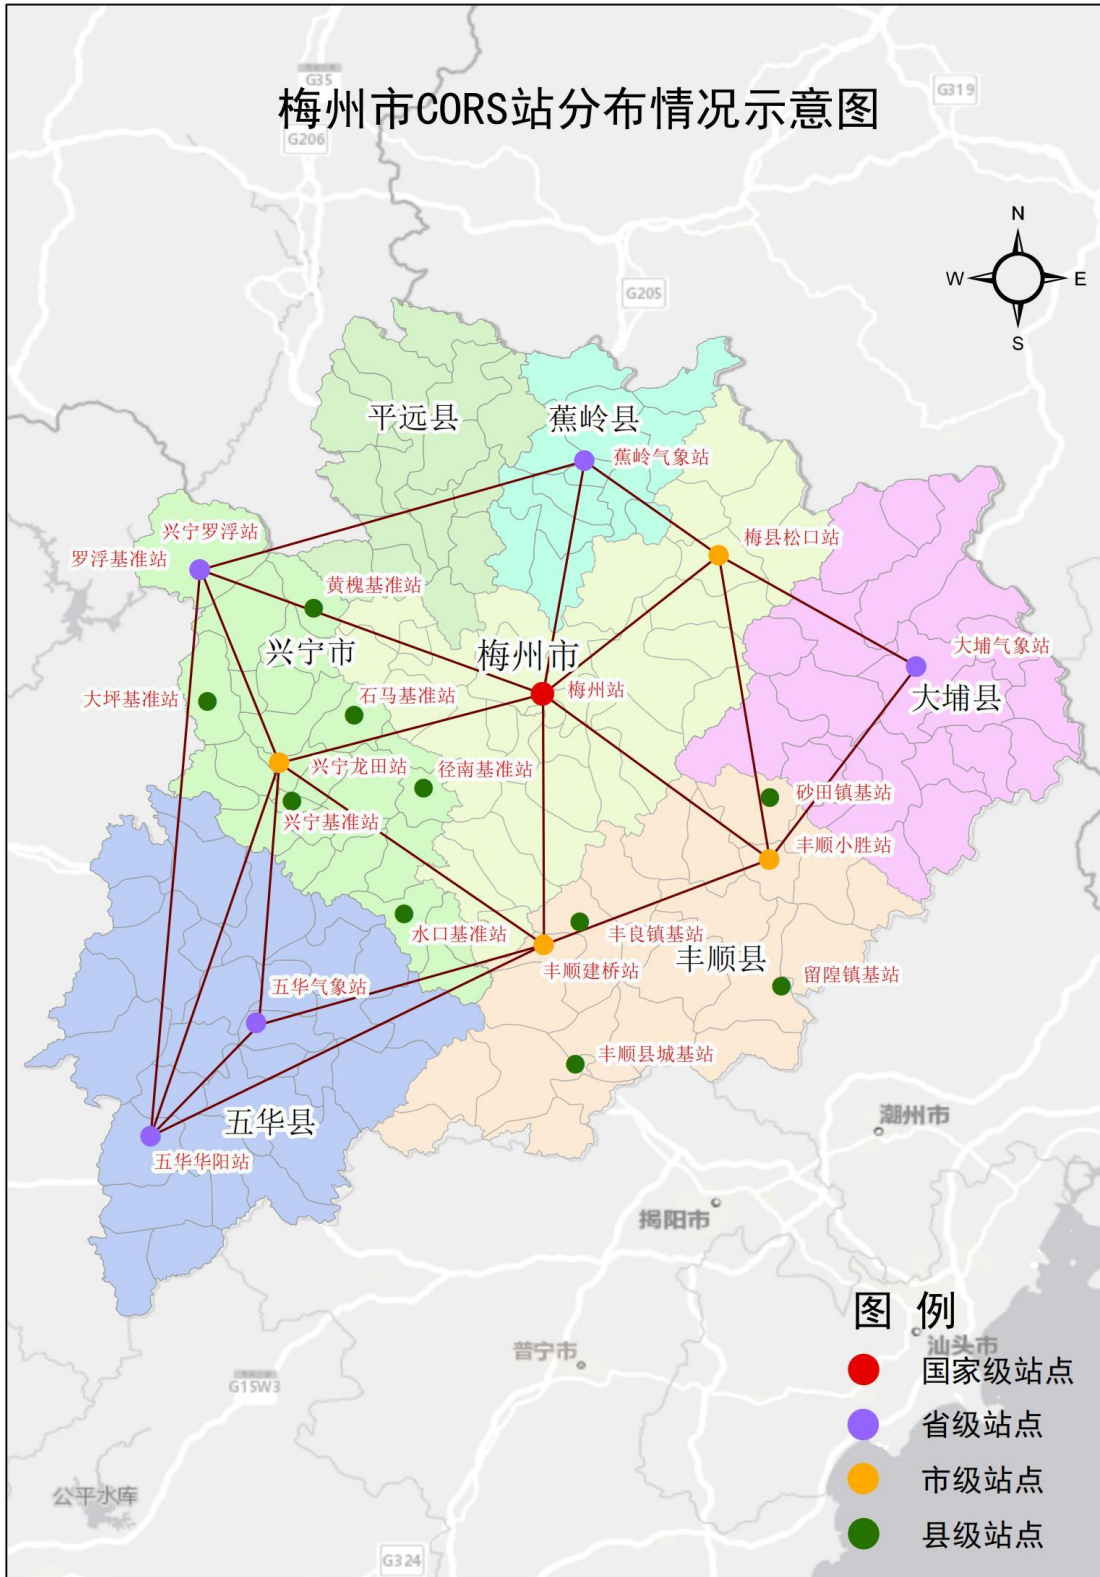 G35
G319
梅州市CORS站分布情况示意图
G206
N
W
E
S
G205
平远县
蕉岭县
蕉岭气象站
兴宁罗浮站
梅县松口站
罗浮基准站
黄槐基准站
兴宁市
梅州市
大埔气象站
大坪基准站
石马基准站
梅州站
大埔县
兴宁龙田站
径南基准站
砂田镇基站
兴宁基准站
丰顺小胜站
水口基准站
丰良镇基站
丰顺县
丰顺建桥站
五华气象站
留隍镇基站
丰顺县城基站
五华县
潮州市
五华华阳站
揭阳市
图 例
汕头市
普宁市
国家级站点
G15W3
省级站点
市级站点
公平水库
县级站点
G324